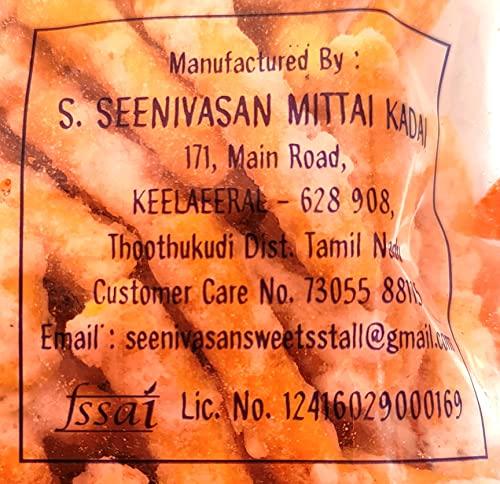 Manufactured By :
S. SEENIVASAN MITTAI KADAI
171, Main Road,
KEELAEERAL - 628 908,
Thoothukudi Dist. Tamil
Customer Care No. 73055
Email : seenivasansweetsstall@gmail.com
fssai Lic. No. 12416029000169